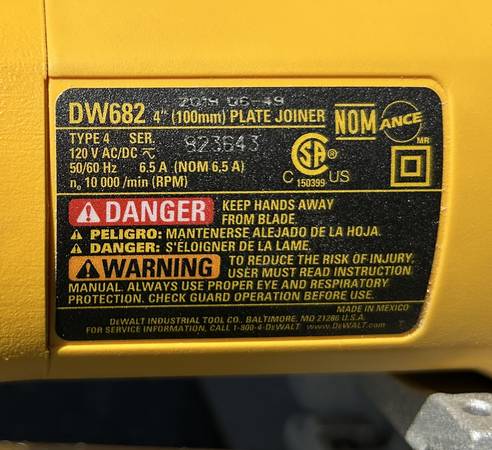 2018 06-49
DW682 4" (100mm) PLATE JOINER
TYPE 4 SER. 823643
120 V AC/DC
50/60 Hz 6.5 A (NOM 6.5 A)
n₀ 10 000 /min (RPM)
NOM ANCE
MR
SA
C 150399 US
DANGER KEEP HANDS AWAY
FROM BLADE.
PELIGRO: MANTENERSE ALEJADO DE LA HOJA.
DANGER: S'ELOIGNER DE LA LAME.
WARNING TO REDUCE THE RISK OF INJURY,
USER MUST READ INSTRUCTION
MANUAL. ALWAYS USE PROPER EYE AND RESPIRATORY
PROTECTION. CHECK GUARD OPERATION BEFORE USE.
MADE IN MEXICO
DEWALT INDUSTRIAL TOOL CO., BALTIMORE, MD 21286 U.S.A.
FOR SERVICE INFORMATION, CALL 1-800-4-DEWALT www.DEWALT.com